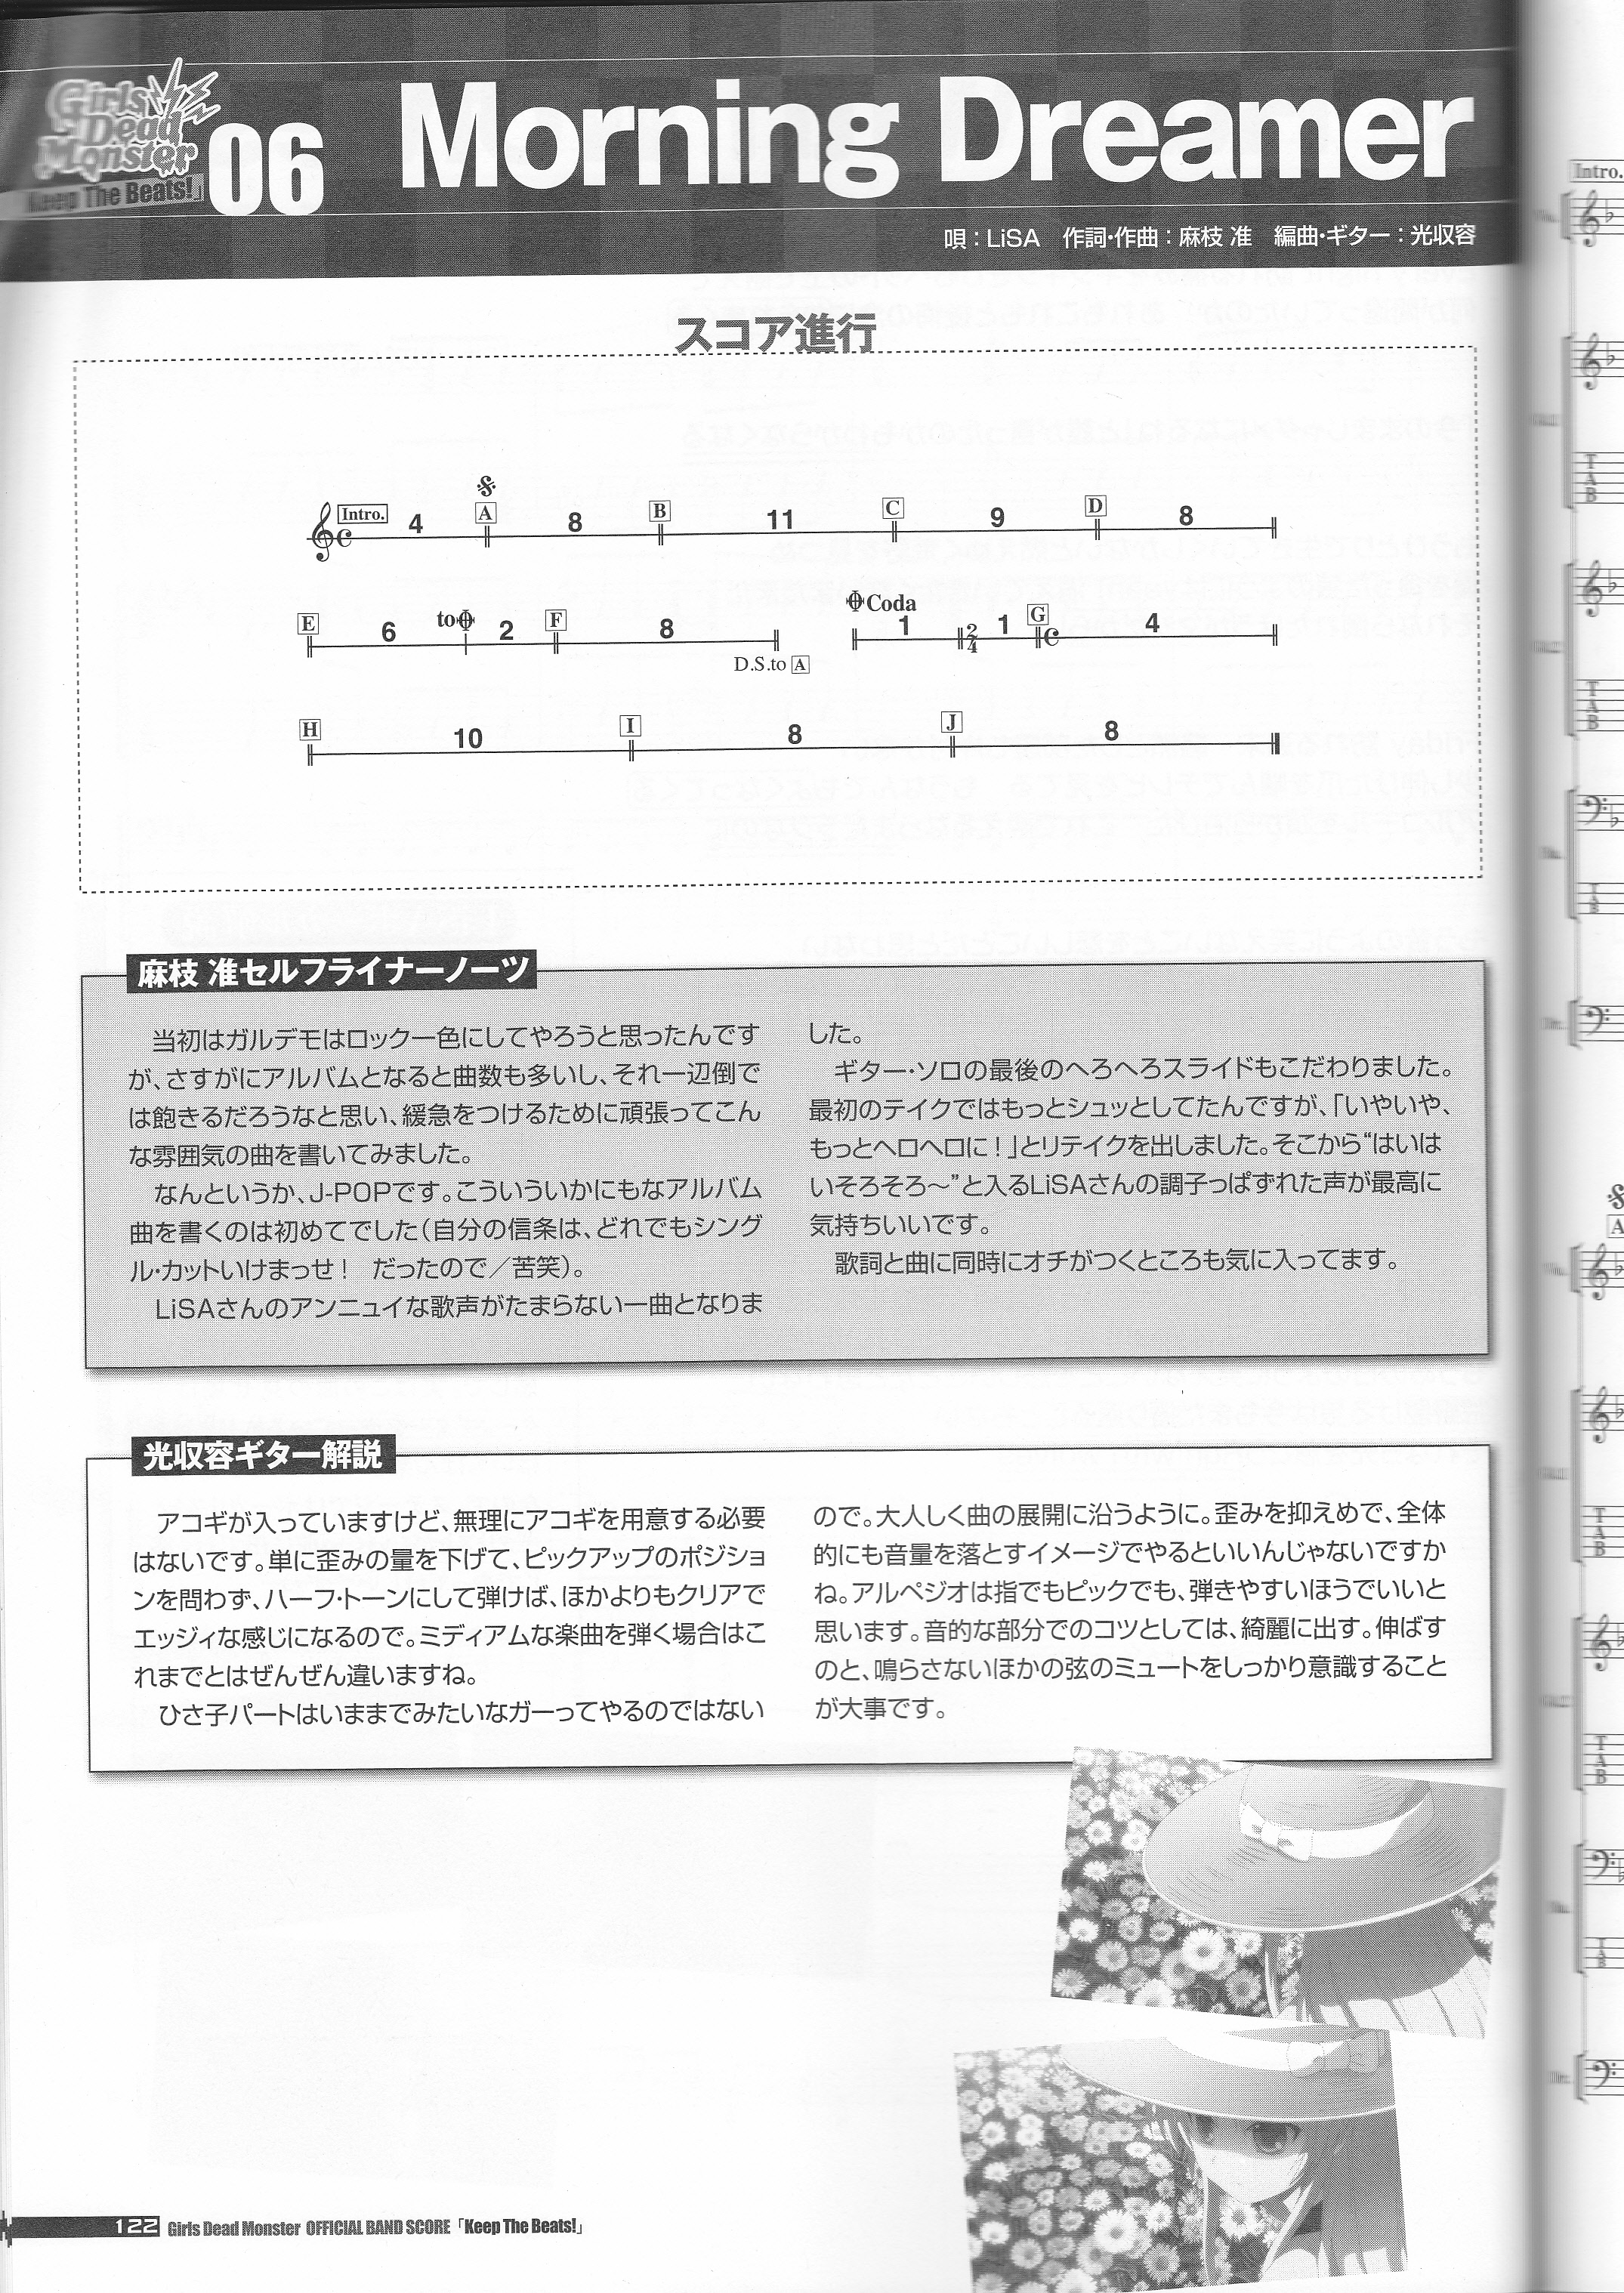 Girls
Dead
Monster
「Keep The Beats!」
06
Morning Dreamer
唄：LiSA　作詞・作曲：麻枝 准　編曲・ギター：光収容
スコア進行
Intro. 4 A 8 B 11 C 9 D 8
E 6 to 2 F 8 Coda 1 2/4 1 G 4
D.S.to A
H 10 I 8 J 8
麻枝 准セルフライナーノーツ
　当初はガルデモはロック一色にしてやろうと思ったんです
が、さすがにアルバムとなると曲数も多いし、それ一辺倒で
は飽きるだろうなと思い、緩急をつけるために頑張ってこん
な雰囲気の曲を書いてみました。
　なんというか、J-POPです。こういういかにもなアルバム
曲を書くのは初めてでした（自分の信条は、どれでもシング
ル・カットいけまっせ！　だったので／苦笑）。
　LiSAさんのアンニュイな歌声がたまらない一曲となりま
した。
　ギター・ソロの最後のへろへろスライドもこだわりました。
最初のテイクではもっとシュッとしてたんですが、「いやいや、
もっとヘロヘロに！」とリテイクを出しました。そこから“はいは
いそろそろ〜”と入るLiSAさんの調子っぱずれた声が最高に
気持ちいいです。
　歌詞と曲に同時にオチがつくところも気に入ってます。
光収容ギター解説
　アコギが入っていますけど、無理にアコギを用意する必要
はないです。単に歪みの量を下げて、ピックアップのポジショ
ンを問わず、ハーフ・トーンにして弾けば、ほかよりもクリアで
エッジィな感じになるので。ミディアムな楽曲を弾く場合はこ
れまでとはぜんぜん違いますね。
　ひさ子パートはいままでみたいなガーってやるのではない
ので。大人しく曲の展開に沿うように。歪みを抑えめで、全体
的にも音量を落とすイメージでやるといいんじゃないですか
ね。アルペジオは指でもピックでも、弾きやすいほうでいいと
思います。音的な部分でのコツとしては、綺麗に出す。伸ばす
のと、鳴らさないほかの弦のミュートをしっかり意識すること
が大事です。
122 Girls Dead Monster OFFICIAL BAND SCORE「Keep The Beats!」
Intro.
TAB
TAB
TAB
A
TAB
TAB
TAB